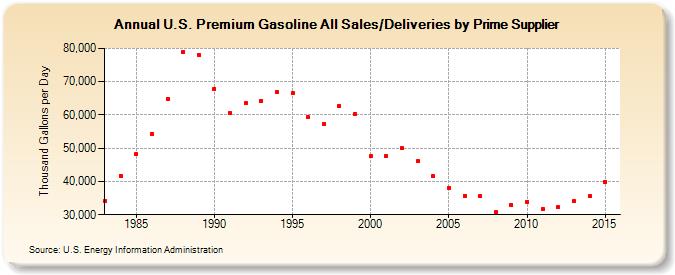 Annual U.S. Premium Gasoline All Sales/Deliveries by Prime Supplier
Thousand Gallons per Day
80,000
70,000
60,000
50,000
40,000
30,000
1985 1990 1995 2000 2005 2010 2015
Source: U.S. Energy Information Administration